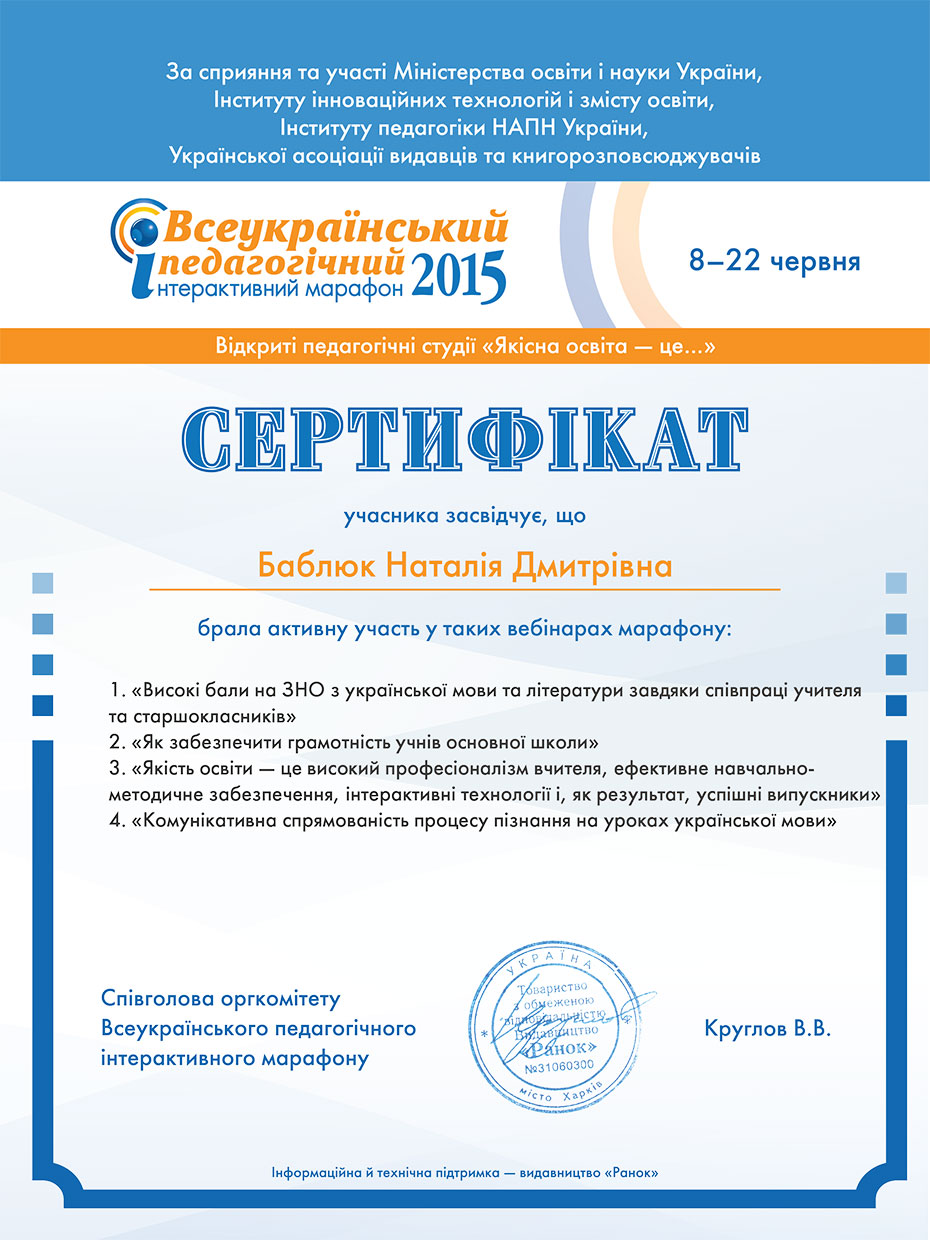 За сприяння та участі Міністерства освіти і науки України,
Інституту інноваційних технологій і змісту освіти,
Інституту педагогіки НАПН України,
Української асоціації видавців та книгорозповсюджувачів
Всеукраїнський
педагогічний
інтерактивний марафон 2015
8–22 червня
Відкриті педагогічні студії «Якісна освіта — це...»
СЕРТИФІКАТ
учасника засвідчує, що
Баблюк Наталія Дмитрівна
брала активну участь у таких вебінарах марафону:
1. «Високі бали на ЗНО з української мови та літератури завдяки співпраці учителя
та старшокласників»
2. «Як забезпечити грамотність учнів основної школи»
3. «Якість освіти — це високий професіоналізм вчителя, ефективне навчально-
методичне забезпечення, інтерактивні технології і, як результат, успішні випускники»
4. «Комунікативна спрямованість процесу пізнання на уроках української мови»
Співголова оргкомітету
Всеукраїнського педагогічного
інтерактивного марафону
УКРАЇНА
Товариство
з обмеженою
відповідальністю
Видавництво
«Ранок»
№31060300
місто Харків
Круглов В.В.
Інформаційна й технічна підтримка — видавництво «Ранок»